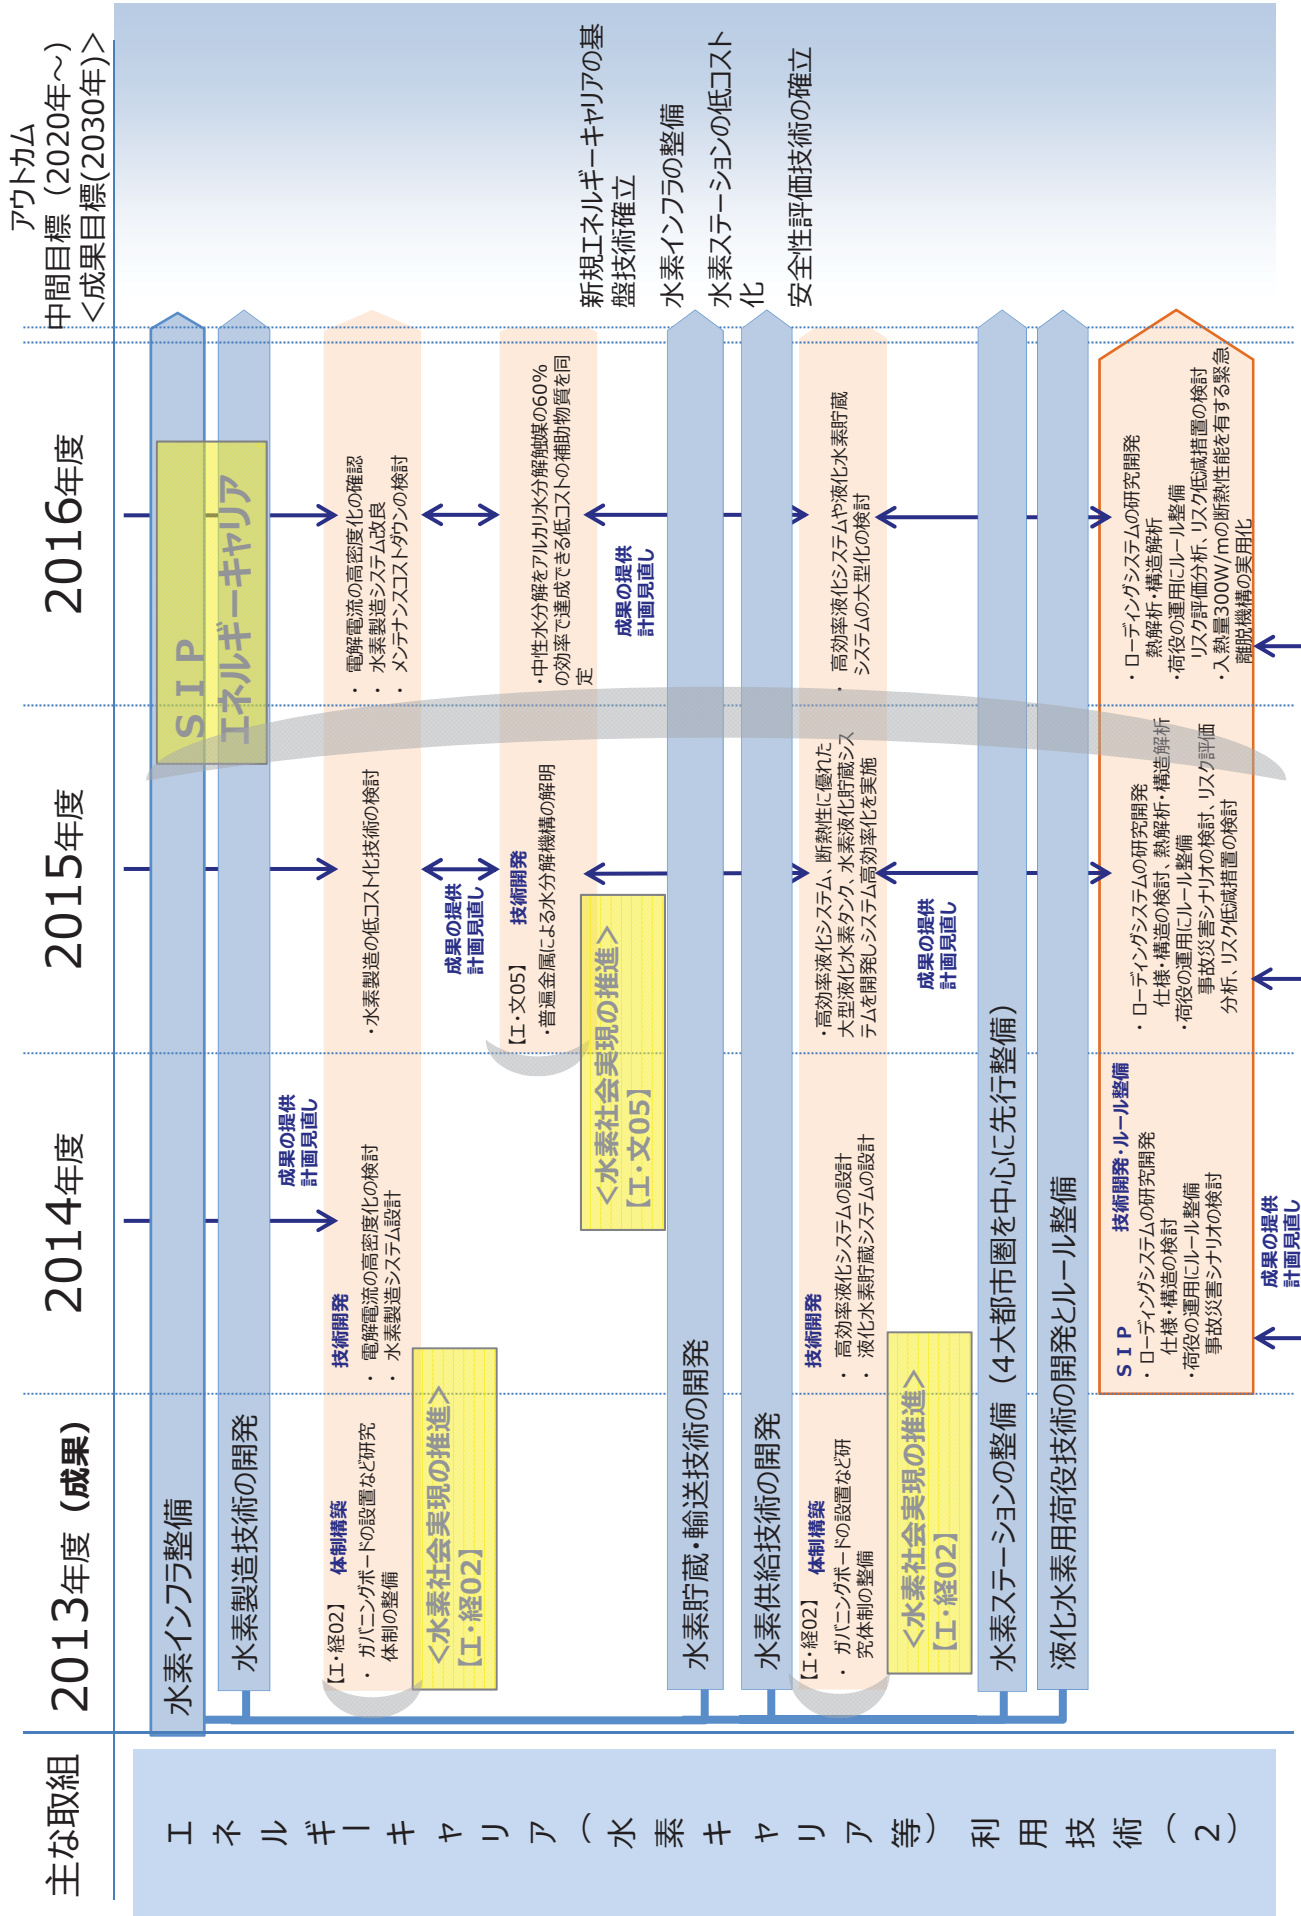 主な取組
2013年度（成果）
2014年度
2015年度
2016年度
アウトカム
中間目標（2020年～）
＜成果目標(2030年)＞
エネルギーキャリア（水素キャリア等）利用技術（2）
水素インフラ整備
ＳＩＰ
エネルギーキャリア
水素製造技術の開発
成果の提供
計画見直し
【エ・経02】
体制構築
・ ガバニングボードの設置など研究
体制の整備
技術開発
・ 電解電流の高密度化の検討
・ 水素製造システム設計
・水素製造の低コスト化技術の検討
・ 電解電流の高密度化の確認
・ 水素製造システム改良
・ メンテナンスコストダウンの検討
＜水素社会実現の推進＞
【エ・経02】
成果の提供
計画見直し
【エ・文05】
技術開発
・普遍金属による水分解機構の解明
・中性水分解をアルカリ水分解触媒の60%
の効率で達成できる低コストの補助物質を同
定
＜水素社会実現の推進＞
【エ・文05】
成果の提供
計画見直し
新規エネルギーキャリアの基
盤技術確立
水素インフラの整備
水素ステーションの低コスト
化
安全性評価技術の確立
水素貯蔵・輸送技術の開発
水素供給技術の開発
【エ・経02】
体制構築
・ ガバニングボードの設置など研
究体制の整備
技術開発
・ 高効率液化システムの設計
・ 液化水素貯蔵システムの設計
・高効率液化システム、断熱性に優れた
大型液化水素タンク、水素液化貯蔵シス
テムを開発しシステム高効率化を実施
・ 高効率液化システムや液化水素貯蔵
システムの大型化の検討
＜水素社会実現の推進＞
【エ・経02】
成果の提供
計画見直し
水素ステーションの整備（4大都市圏を中心に先行整備）
液化水素用荷役技術の開発とルール整備
ＳＩＰ
技術開発・ルール整備
・ ローディングシステムの研究開発
仕様・構造の検討
・荷役の運用にルール整備
事故災害シナリオの検討
・ ローディングシステムの研究開発
仕様・構造の検討、熱解析・構造解析
・荷役の運用にルール整備
事故災害シナリオの検討、リスク評価
分析、リスク低減措置の検討
・ ローディングシステムの研究開発
熱解析・構造解析
・荷役の運用にルール整備
リスク評価分析、リスク低減措置の検討
・入熱量300W/mの断熱性能を有する緊急
離脱機構の実用化
成果の提供
計画見直し